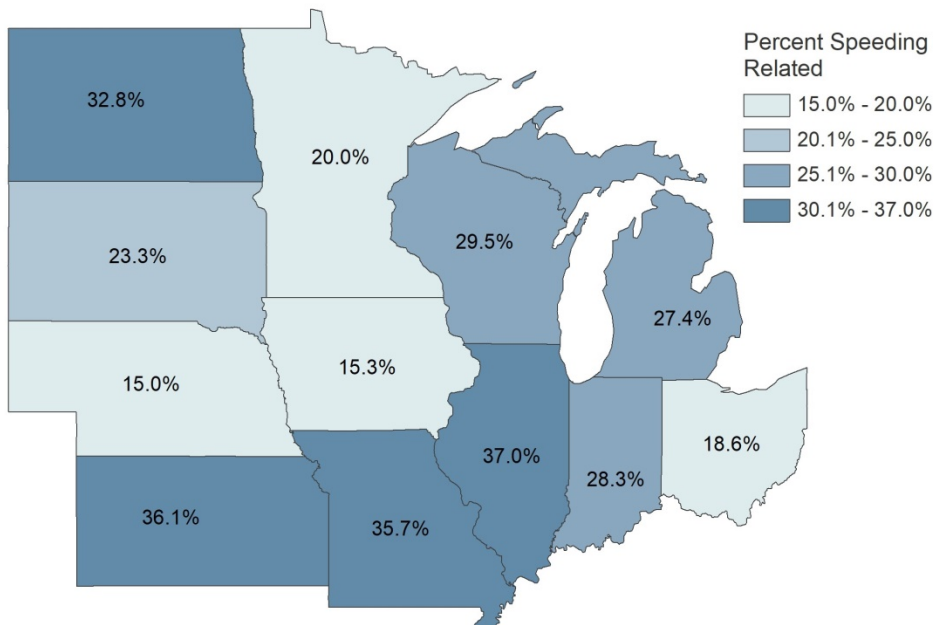 Percent Speeding
Related
15.0% - 20.0%
20.1% - 25.0%
25.1% - 30.0%
30.1% - 37.0%
32.8%
20.0%
23.3%
29.5%
27.4%
15.0%
15.3%
37.0%
28.3%
18.6%
36.1%
35.7%